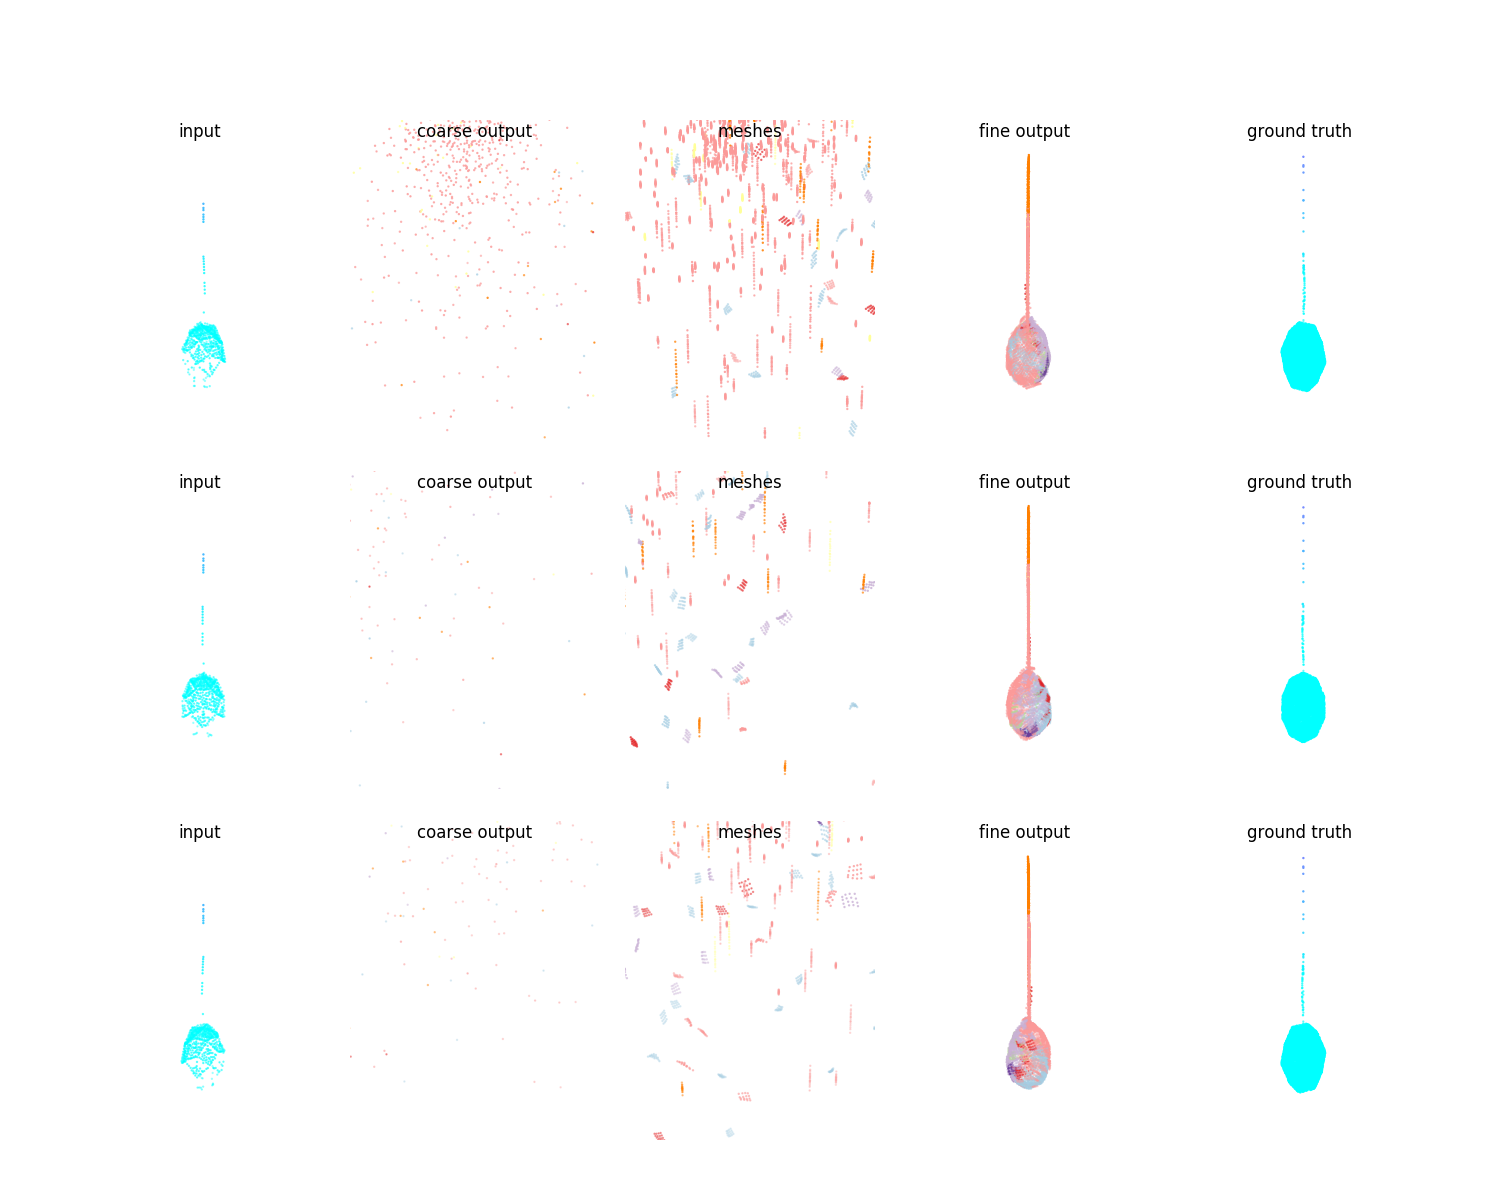 input
coarse output
meshes
fine output
ground truth
input
coarse output
meshes
fine output
ground truth
input
coarse output
meshes
fine output
ground truth